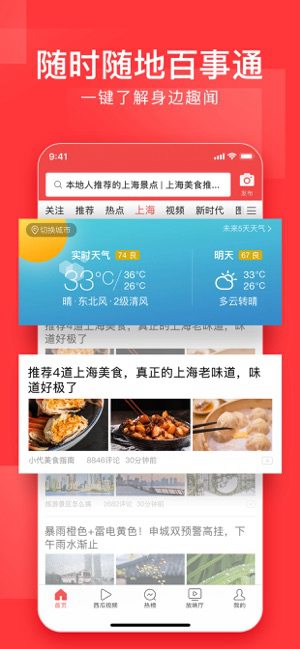 随时随地百事通
一键了解身边趣闻
9:41
本地人推荐的上海景点 | 上海美食推...
发布
关注 推荐 热点 上海 视频 新时代 图
切换城市
未来5天天气
实时天气 74 良
明天 67 良
33°C
36°C
26°C
32°C
26°C
晴·东北风·2级清风
多云转晴
推荐4道上海美食，真正的上海老味道，味
道好极了
推荐4道上海美食，真正的上海老味道，味
道好极了
小代美食指南 8846评论 30分钟前
旅游景区怎么搞 3682评论 30分钟前
暴雨橙色+雷电黄色！申城双预警高挂，下
午雨水渐止
首页 西瓜视频 热榜 放映厅 我的